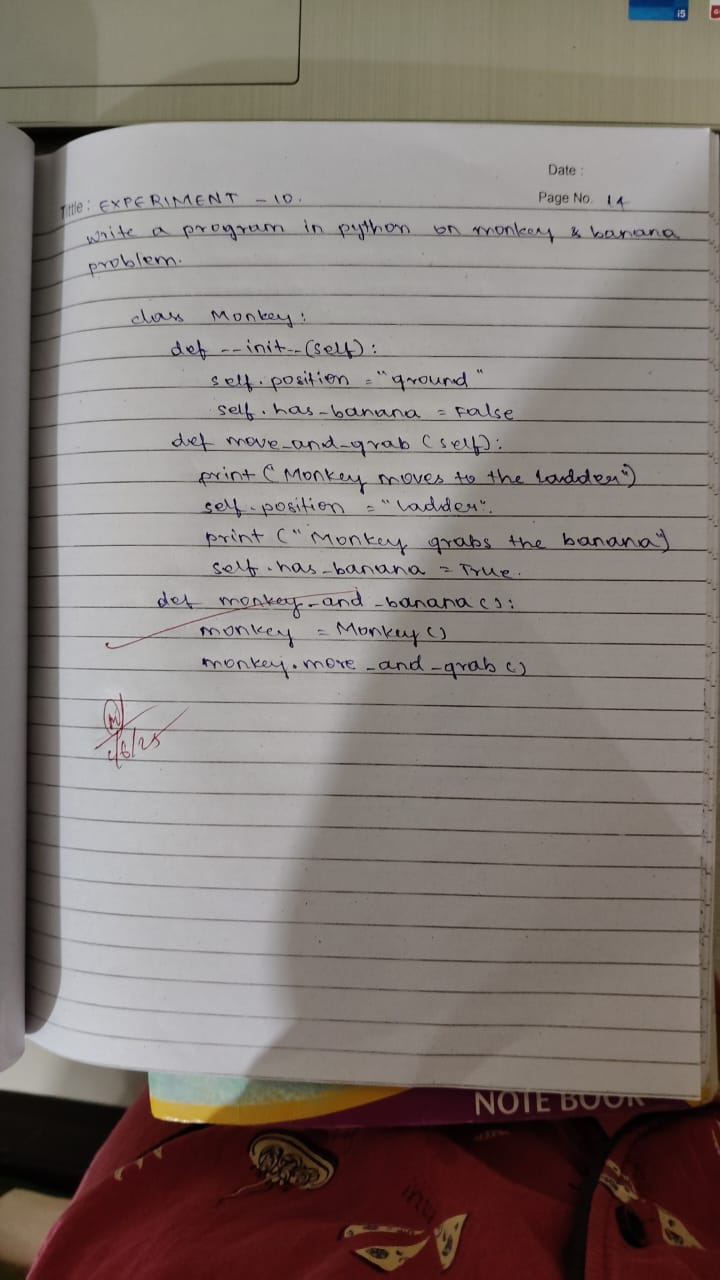 i5
Date :
Title : EXPERIMENT - 10.
Page No. 14
Write a program in python on monkey & banana
problem.
class Monkey:
def --init--(self):
self.position = "ground"
self.has-banana = False
def move-and-grab (self):
print ("Monkey moves to the ladder")
self.position = "ladder".
print ("Monkey grabs the banana")
self.has-banana = True.
def monkey-and-banana():
monkey = Monkey()
monkey.move-and-grab()
/6/25
NOTE BOOK